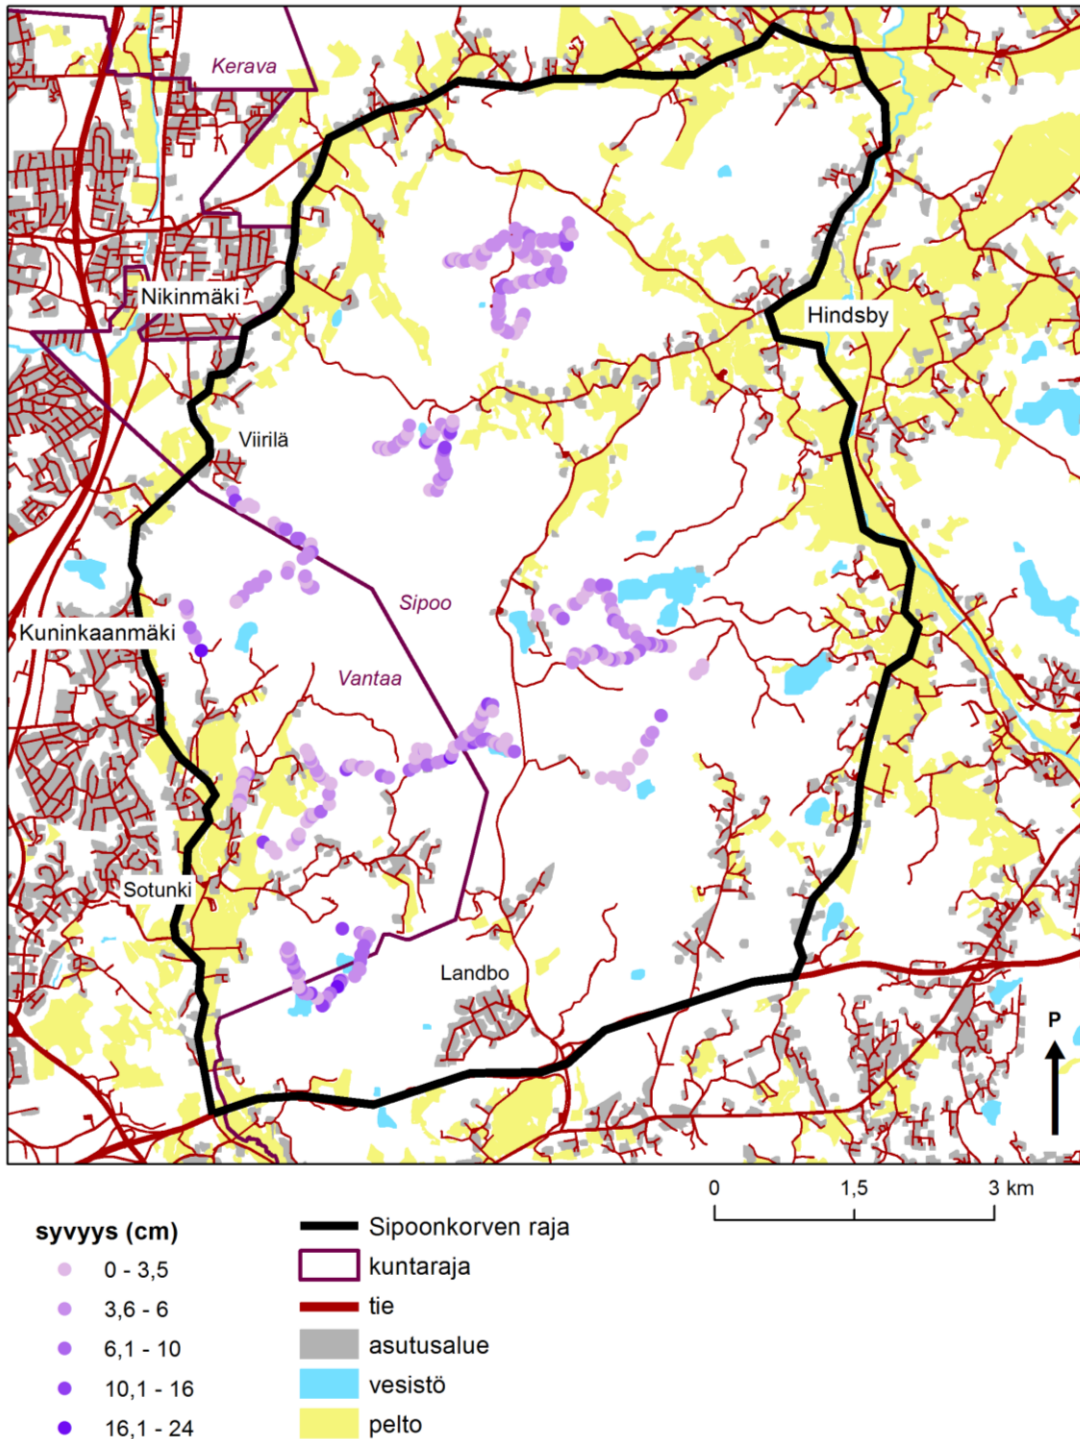 Kerava
Nikinmäki
Hindsby
Viirilä
Sipoo
Kuninkaanmäki
Vantaa
Sotunki
Landbo
P
0 1,5 3 km
syvyys (cm)
0 - 3,5
3,6 - 6
6,1 - 10
10,1 - 16
16,1 - 24
Sipoonkorven raja
kuntaraja
tie
asutusalue
vesistö
pelto